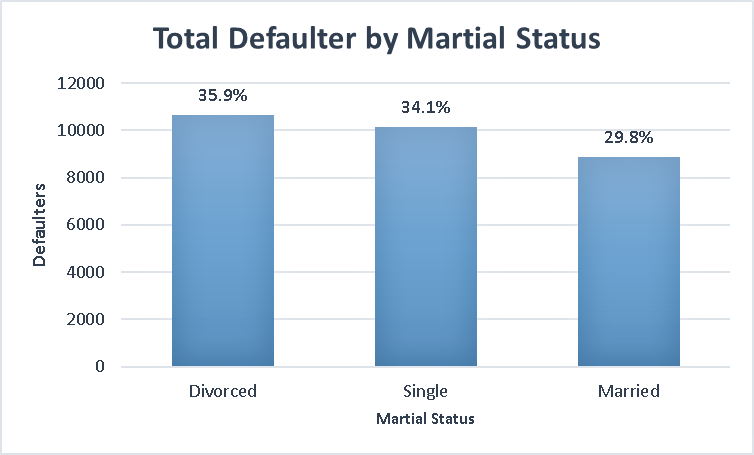 Total Defaulter by Martial Status
12000
10000
8000
6000
4000
2000
0
Defaulters
35.9%
34.1%
29.8%
Divorced
Single
Married
Martial Status